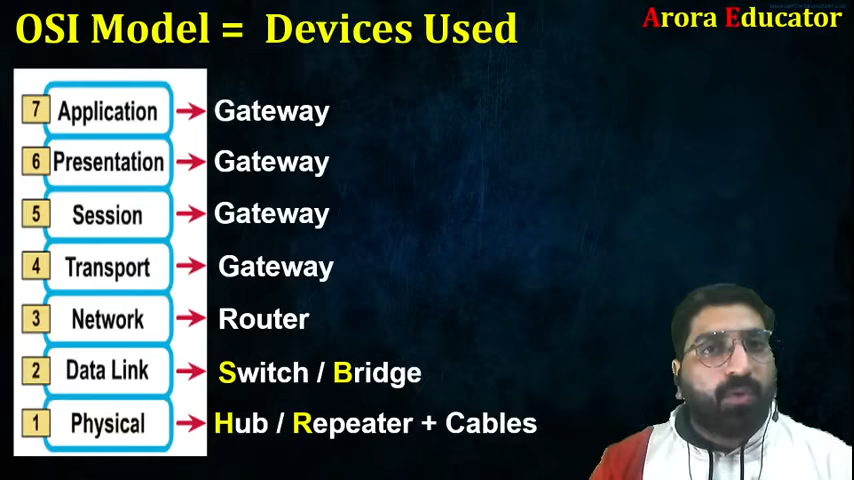 OSI Model = Devices Used
Arora Educator
7 Application Gateway
6 Presentation Gateway
5 Session Gateway
4 Transport Gateway
3 Network Router
2 Data Link Switch / Bridge
1 Physical Hub / Repeater + Cables